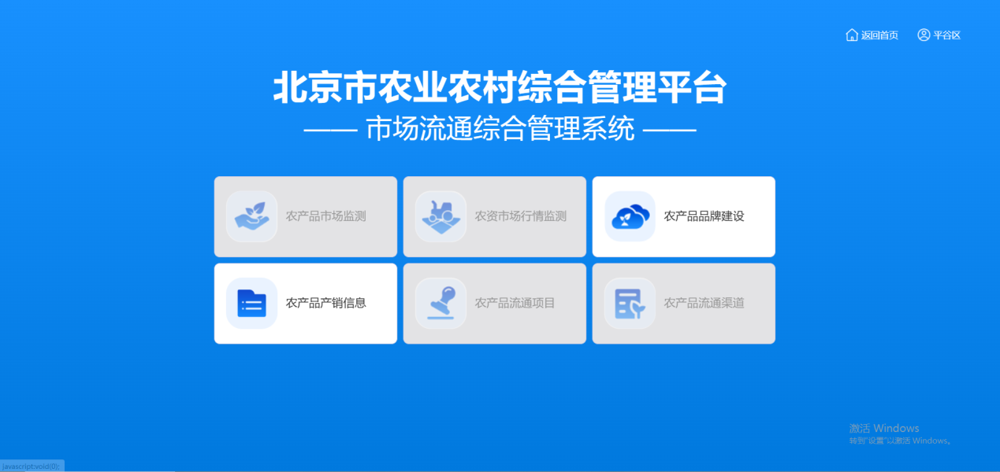 返回首页 平谷区
北京市农业农村综合管理平台
—— 市场流通综合管理系统 ——
农产品市场监测 农资市场行情监测 农产品品牌建设
农产品产销信息 农产品流通项目 农产品流通渠道
激活 Windows
转到"设置"以激活 Windows。
javascript:void(0);